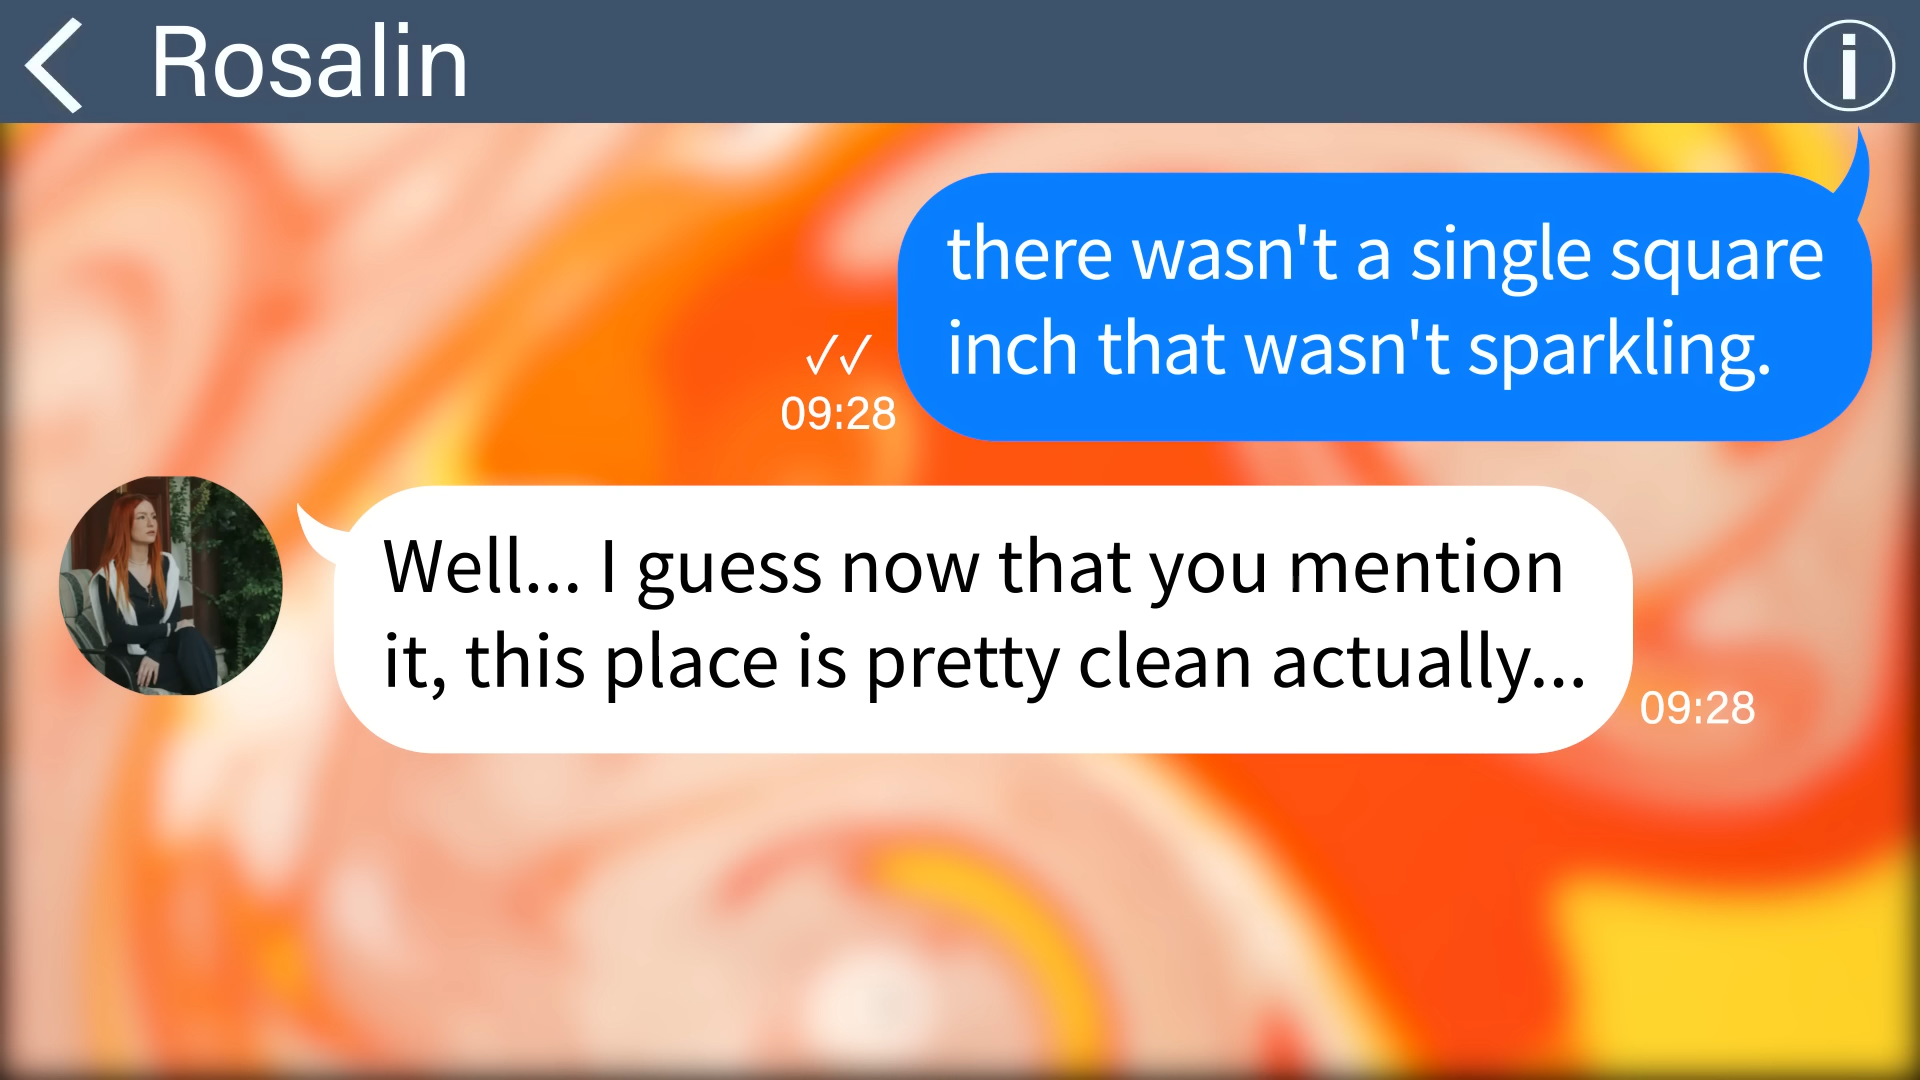 Rosalin
there wasn't a single square
inch that wasn't sparkling.
✓✓
09:28
Well... I guess now that you mention
it, this place is pretty clean actually...
09:28